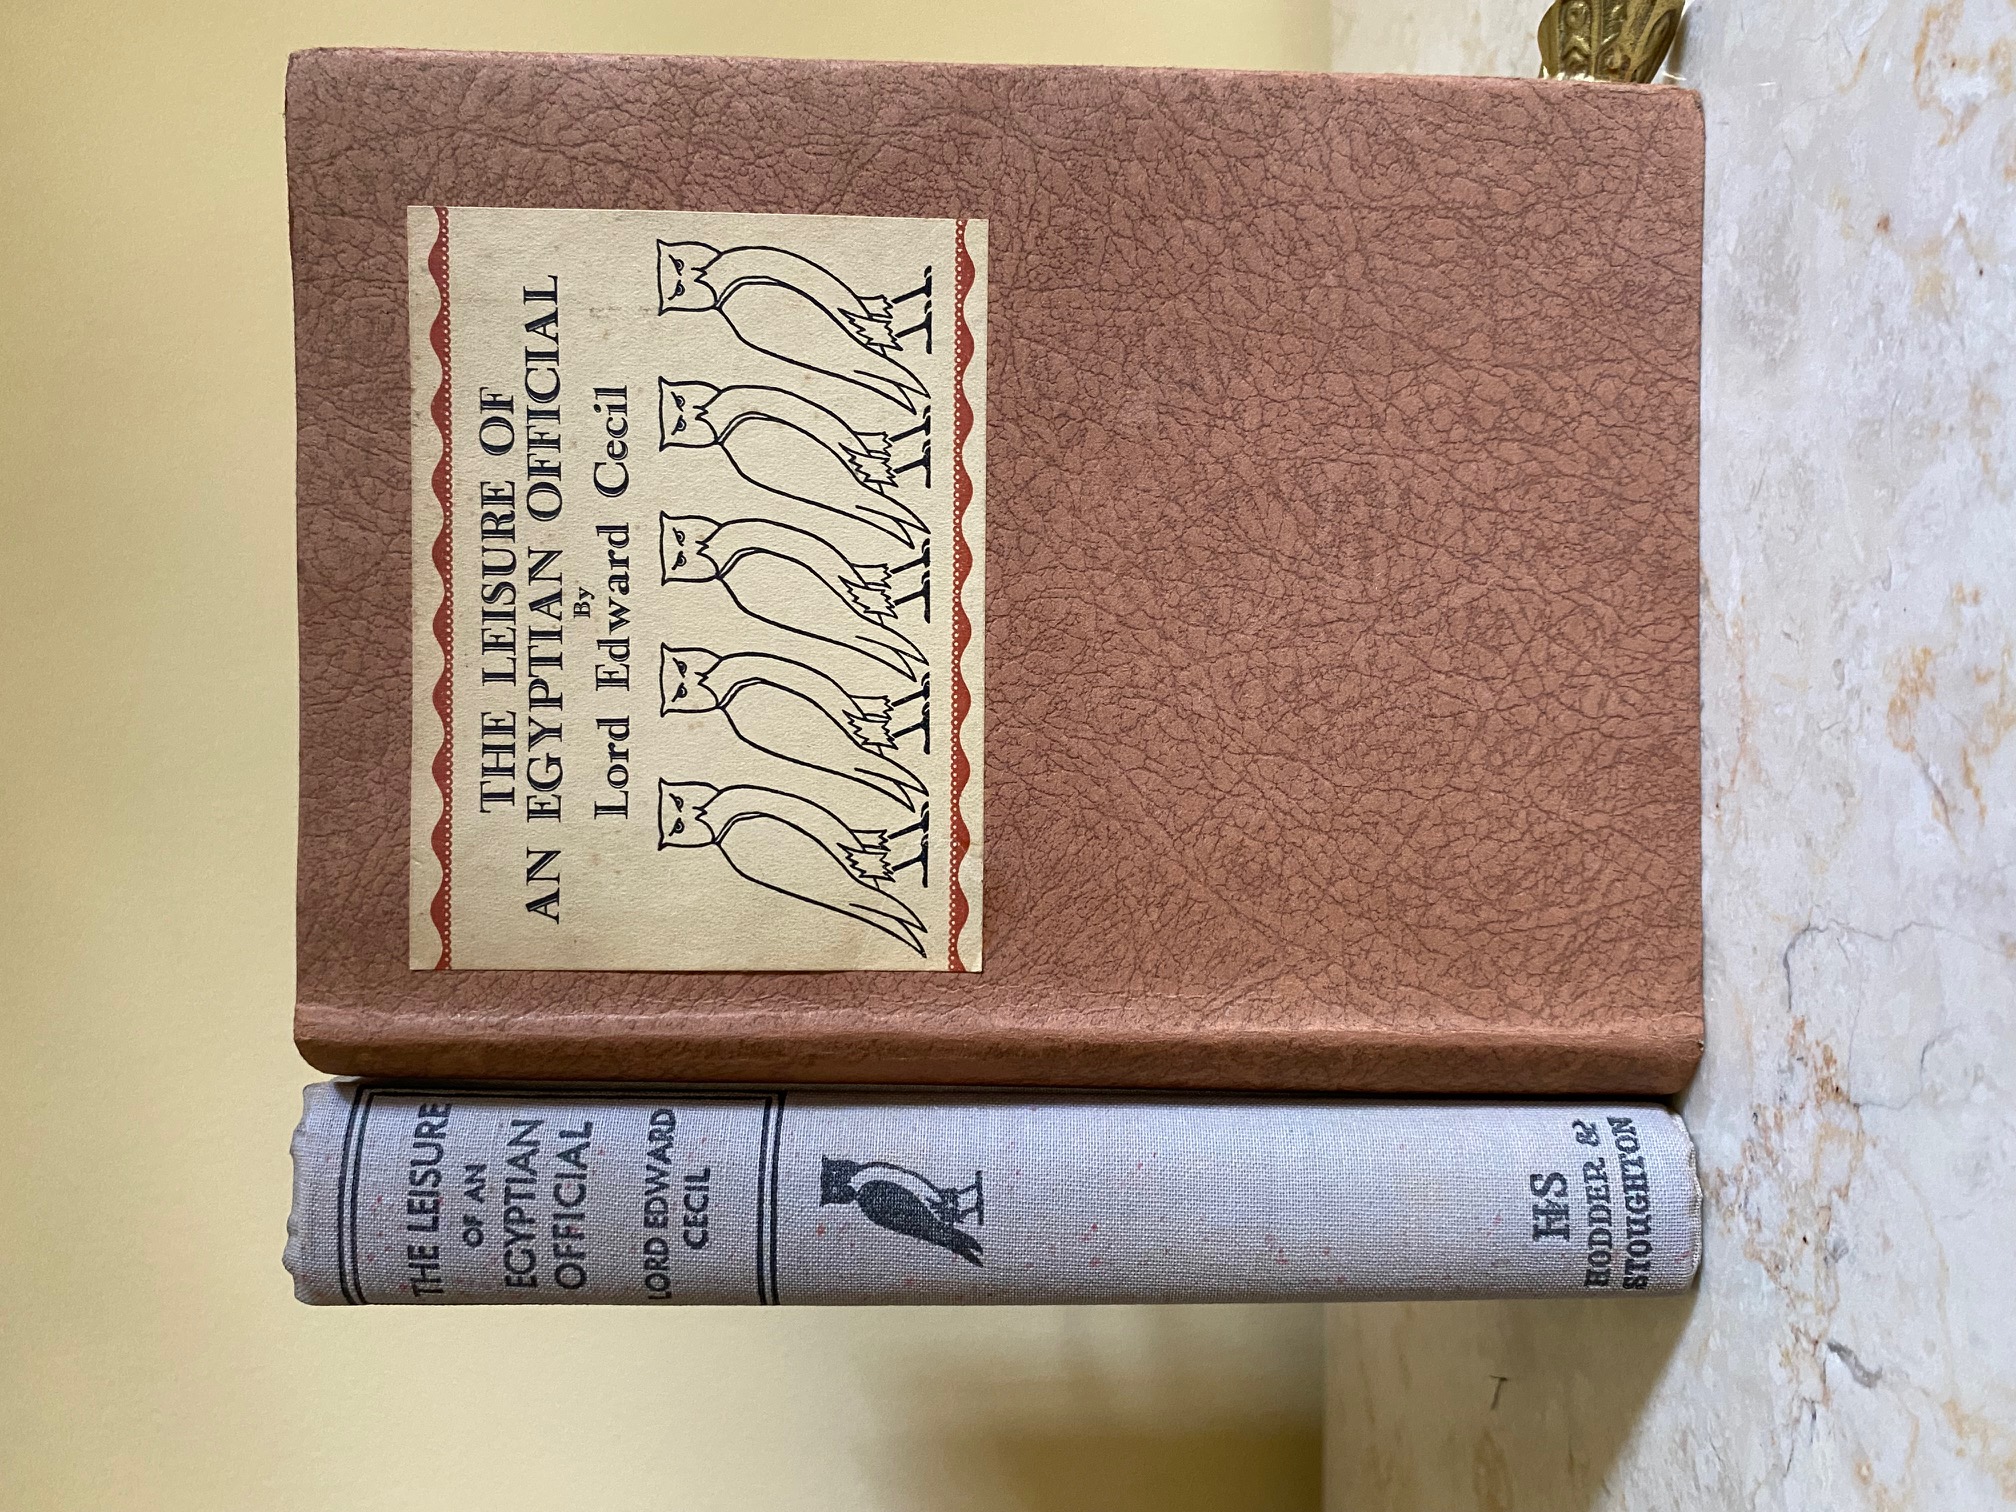 THE LEISURE OF
AN EGYPTIAN OFFICIAL
By
Lord Edward Cecil
THE LEISURE
OF AN
EGYPTIAN
OFFICIAL
LORD EDWARD
CECIL
H&S
HODDER &
STOUGHTON